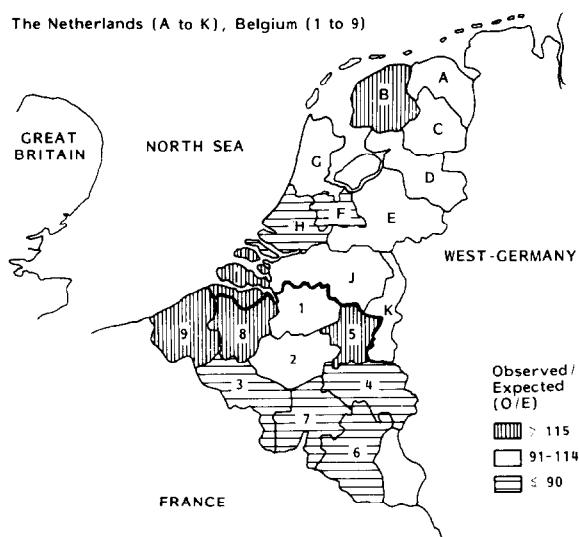 The Netherlands (A to K), Belgium (1 to 9)
A
B
C
GREAT
BRITAIN
NORTH SEA
G
D
F
E
H
WEST-GERMANY
J
1
K
9
8
5
2
3
4
Observed/
Expected
(O/E)
7
> 115
6
91-114
≤ 90
FRANCE